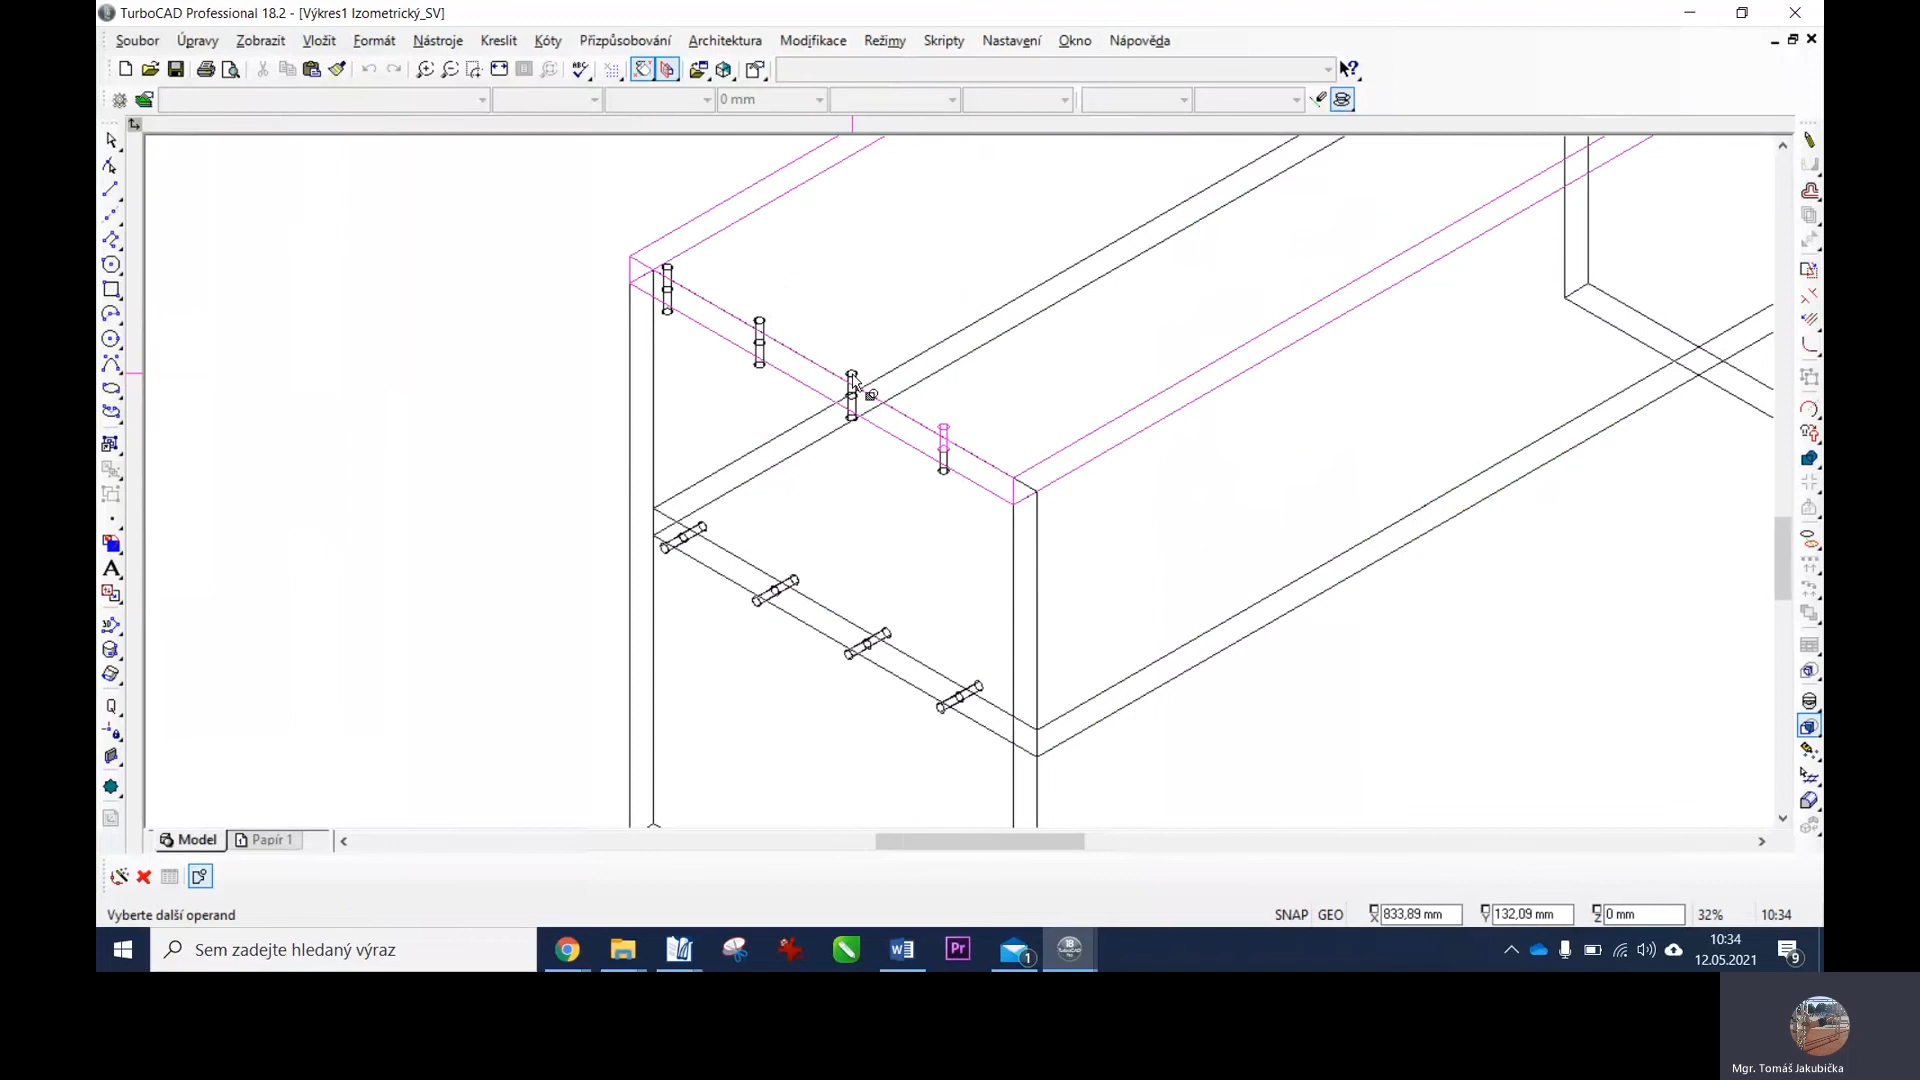 TurboCAD Professional 18.2 - [Výkres1 Izometrický_SV]
Soubor Úpravy Zobrazit Vložit Formát Nástroje Kreslit Kóty Přizpůsobování Architektura Modifikace Režimy Skripty Nastavení Okno Nápověda
0 mm
Model Papír 1
Vyberte další operand
SNAP GEO 833,89 mm 132,09 mm 0 mm 32% 10:34
Sem zadejte hledaný výraz
10:34
12.05.2021
Mgr. Tomáš Jakubička